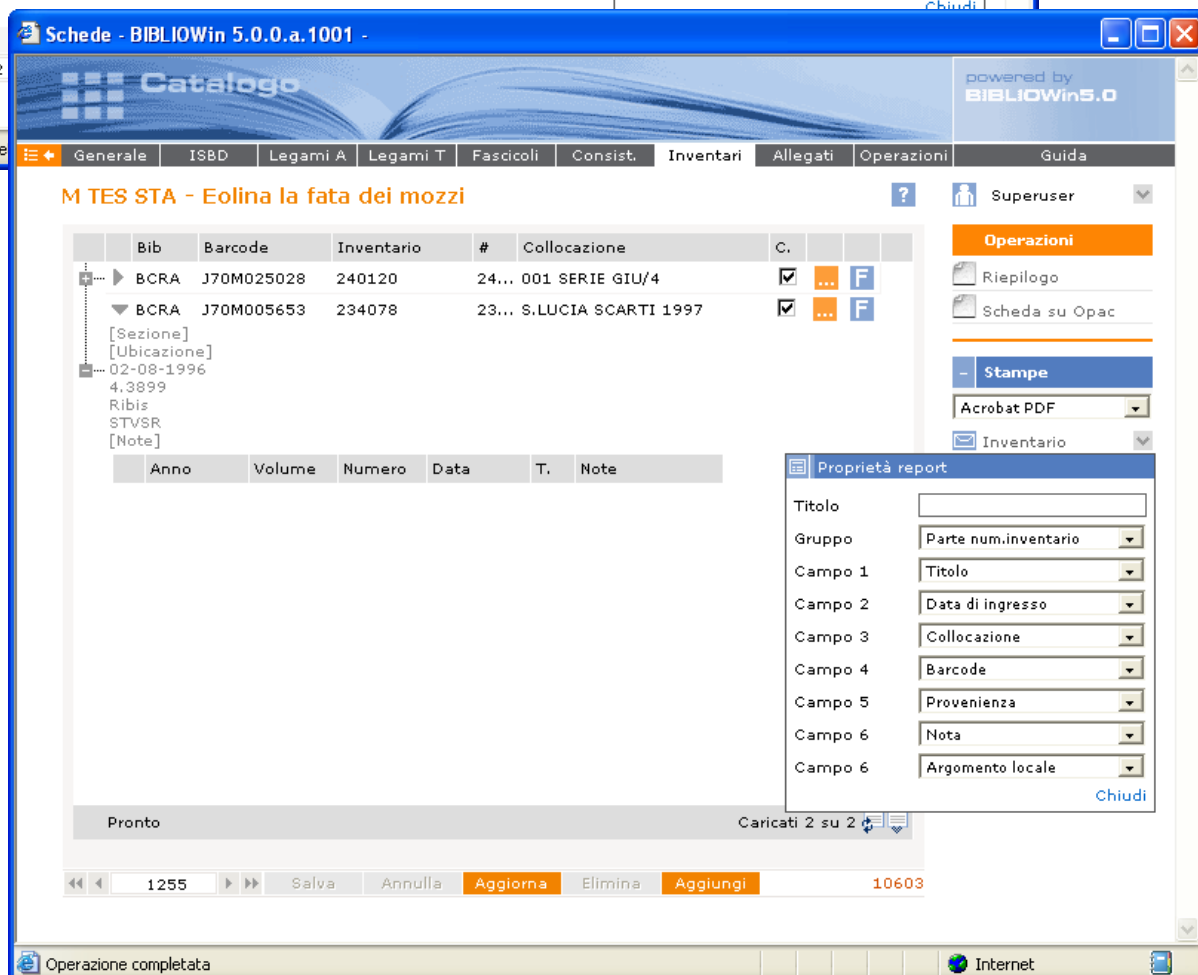 Chiudi
Schede - BIBLIOWin 5.0.0.a.1001 -
Catalogo
powered by
BIBLIOWin5.0
Generale ISBD Legami A Legami T Fascicoli Consist. Inventari Allegati Operazioni Guida
M TES STA - Eolina la fata dei mozzi ? Superuser
Bib Barcode Inventario # Collocazione C.
BCRA J70M025028 240120 24... 001 SERIE GIU/4 ... F
BCRA J70M005653 234078 23... S.LUCIA SCARTI 1997 ... F
[Sezione]
[Ubicazione]
02-08-1996
4.3899
Ribis
STVSR
[Note]
Anno Volume Numero Data T. Note
Operazioni
Riepilogo
Scheda su Opac
Stampe
Acrobat PDF
Inventario
Proprietà report
Titolo
Gruppo Parte num.inventario
Campo 1 Titolo
Campo 2 Data di ingresso
Campo 3 Collocazione
Campo 4 Barcode
Campo 5 Provenienza
Campo 6 Nota
Campo 6 Argomento locale
Chiudi
Pronto Caricati 2 su 2
1255 Salva Annulla Aggiorna Elimina Aggiungi 10603
Operazione completata Internet